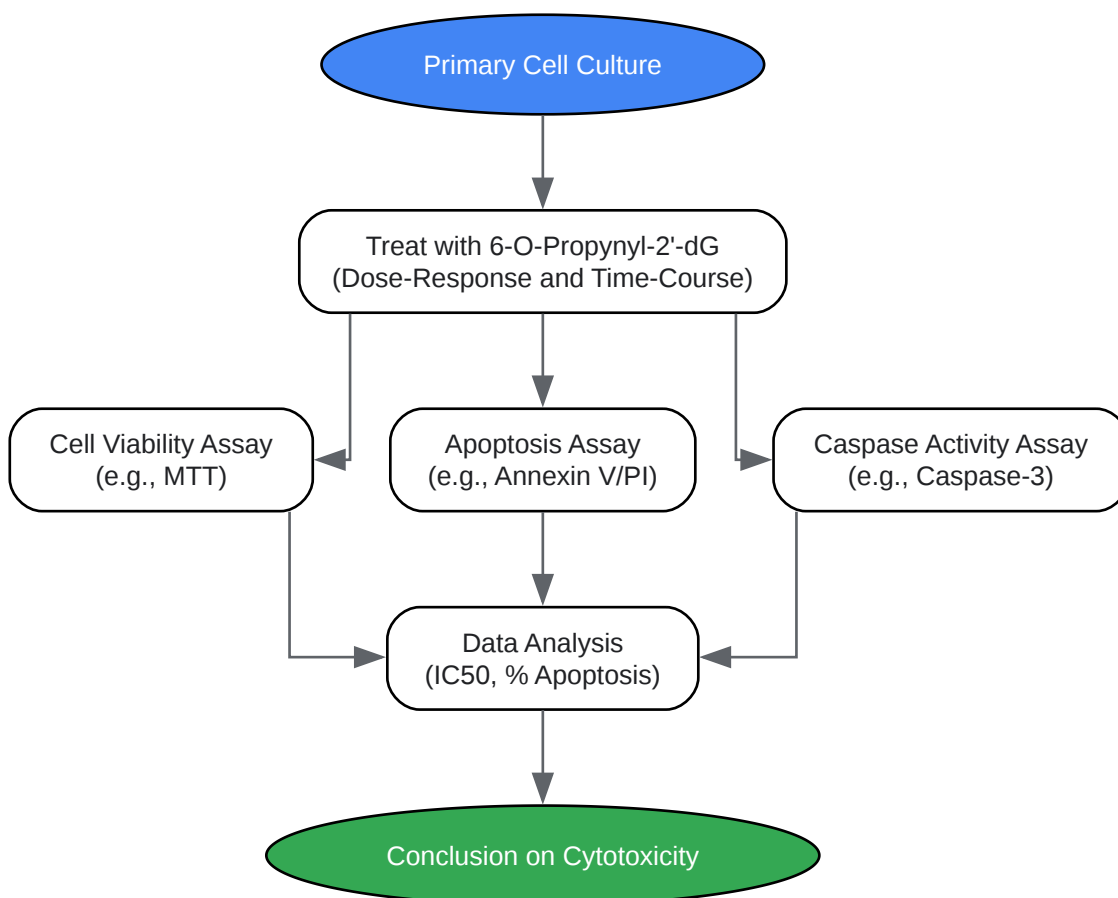 Primary Cell Culture
Treat with 6-O-Propynyl-2'-dG
(Dose-Response and Time-Course)
Cell Viability Assay
(e.g., MTT)
Apoptosis Assay
(e.g., Annexin V/PI)
Caspase Activity Assay
(e.g., Caspase-3)
Data Analysis
(IC50, % Apoptosis)
Conclusion on Cytotoxicity